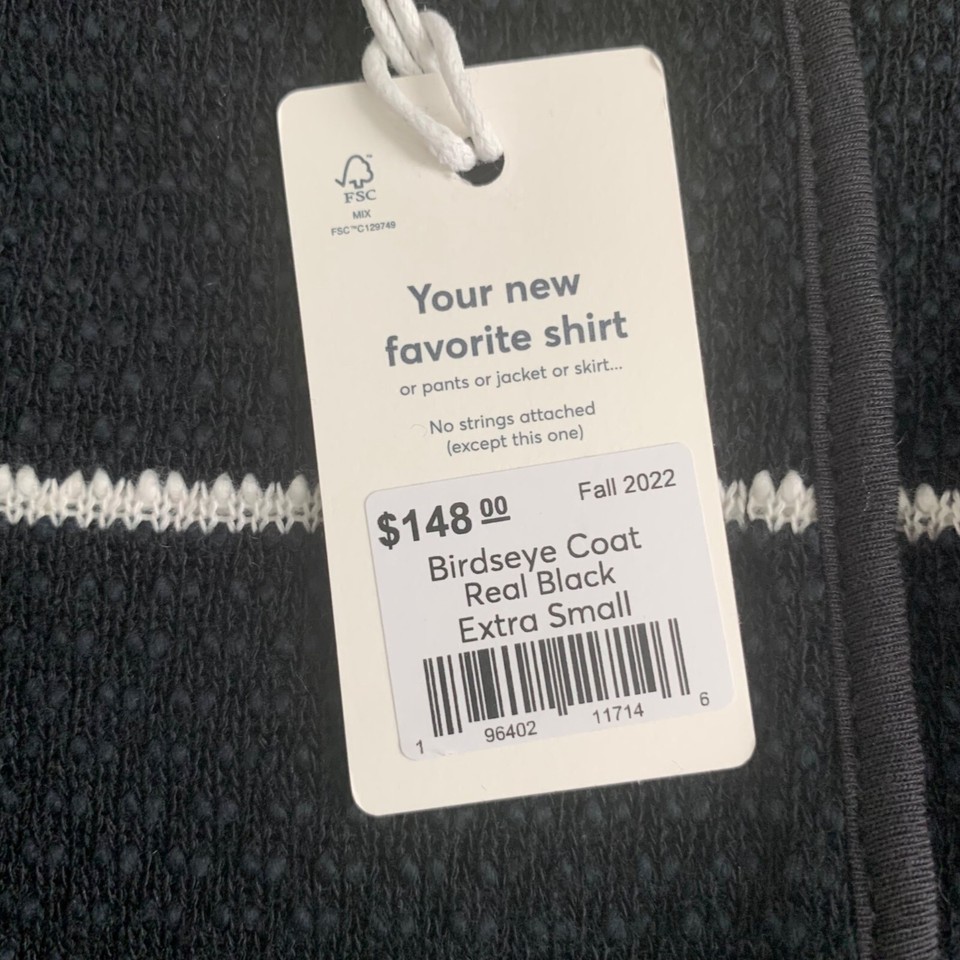 FSC
MIX
FSC™C129749
Your new
favorite shirt
or pants or jacket or skirt...
No strings attached
(except this one)
$148 00 Fall 2022
Birdseye Coat
Real Black
Extra Small
1 96402 11714 6